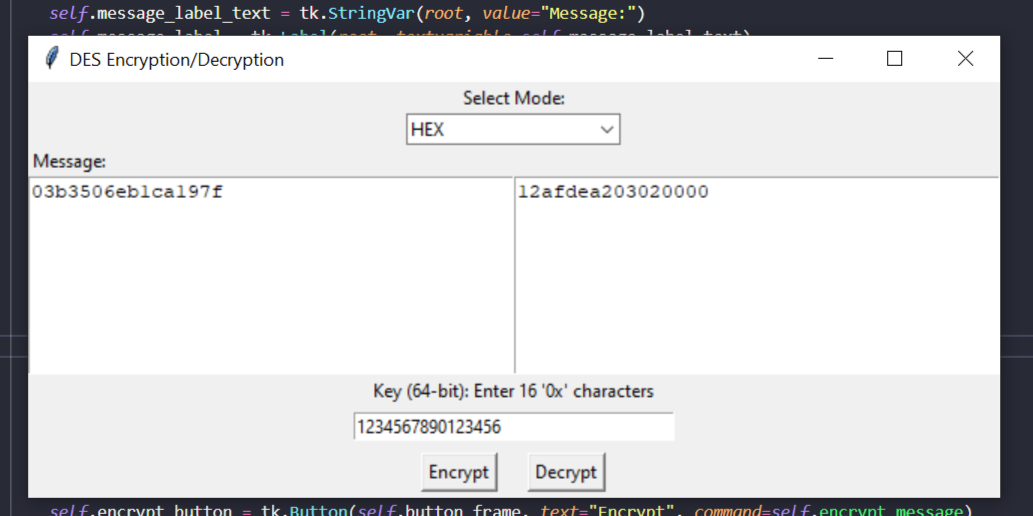 self.message_label_text = tk.StringVar(root, value="Message:")
self.message_label = tk.Label(root, textvariable=self.message_label_text)
DES Encryption/Decryption
Select Mode:
HEX
Message:
03b3506eb1ca197f
12afdea203020000
Key (64-bit): Enter 16 '0x' characters
1234567890123456
Encrypt
Decrypt
self.encrypt_button = tk.Button(self.button_frame, text="Encrypt", command=self.encrypt_message)